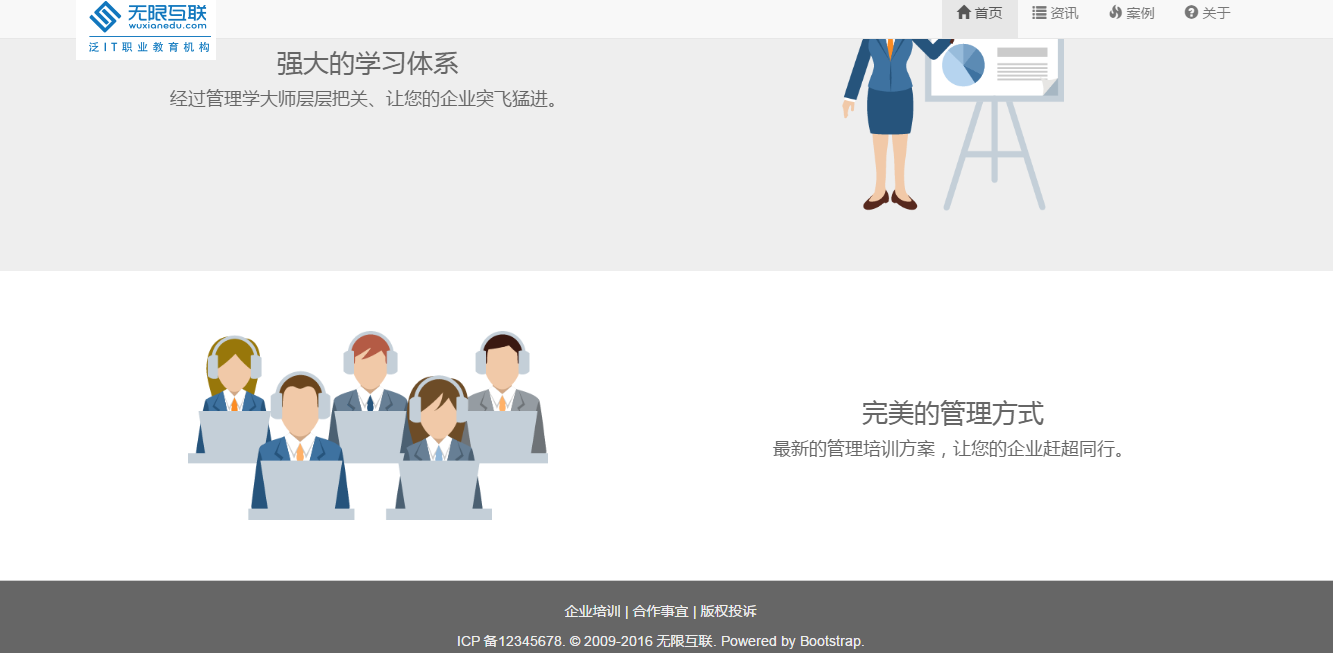 无限互联
wuxianedu.com
泛IT职业教育机构
首页 资讯 案例 关于
强大的学习体系
经过管理学大师层层把关、让您的企业突飞猛进。
完美的管理方式
最新的管理培训方案，让您的企业赶超同行。
企业培训 | 合作事宜 | 版权投诉
ICP 备12345678. © 2009-2016 无限互联. Powered by Bootstrap.